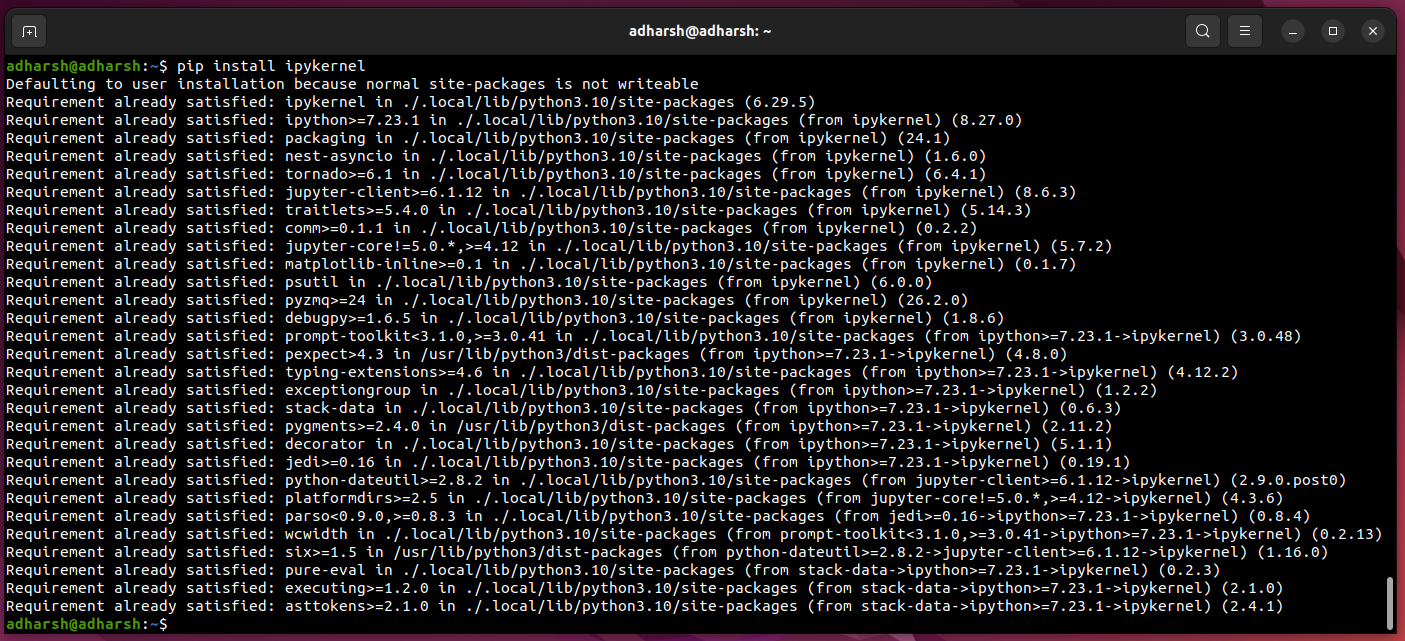 adharsh@adharsh: ~
adharsh@adharsh:~$ pip install ipykernel
Defaulting to user installation because normal site-packages is not writeable
Requirement already satisfied: ipykernel in ./.local/lib/python3.10/site-packages (6.29.5)
Requirement already satisfied: ipython>=7.23.1 in ./.local/lib/python3.10/site-packages (from ipykernel) (8.27.0)
Requirement already satisfied: packaging in ./.local/lib/python3.10/site-packages (from ipykernel) (24.1)
Requirement already satisfied: nest-asyncio in ./.local/lib/python3.10/site-packages (from ipykernel) (1.6.0)
Requirement already satisfied: tornado>=6.1 in ./.local/lib/python3.10/site-packages (from ipykernel) (6.4.1)
Requirement already satisfied: jupyter-client>=6.1.12 in ./.local/lib/python3.10/site-packages (from ipykernel) (8.6.3)
Requirement already satisfied: traitlets>=5.4.0 in ./.local/lib/python3.10/site-packages (from ipykernel) (5.14.3)
Requirement already satisfied: comm>=0.1.1 in ./.local/lib/python3.10/site-packages (from ipykernel) (0.2.2)
Requirement already satisfied: jupyter-core!=5.0.*,>=4.12 in ./.local/lib/python3.10/site-packages (from ipykernel) (5.7.2)
Requirement already satisfied: matplotlib-inline>=0.1 in ./.local/lib/python3.10/site-packages (from ipykernel) (0.1.7)
Requirement already satisfied: psutil in ./.local/lib/python3.10/site-packages (from ipykernel) (6.0.0)
Requirement already satisfied: pyzmq>=24 in ./.local/lib/python3.10/site-packages (from ipykernel) (26.2.0)
Requirement already satisfied: debugpy>=1.6.5 in ./.local/lib/python3.10/site-packages (from ipykernel) (1.8.6)
Requirement already satisfied: prompt-toolkit<3.1.0,>=3.0.41 in ./.local/lib/python3.10/site-packages (from ipython>=7.23.1->ipykernel) (3.0.48)
Requirement already satisfied: pexpect>4.3 in /usr/lib/python3/dist-packages (from ipython>=7.23.1->ipykernel) (4.8.0)
Requirement already satisfied: typing-extensions>=4.6 in ./.local/lib/python3.10/site-packages (from ipython>=7.23.1->ipykernel) (4.12.2)
Requirement already satisfied: exceptiongroup in ./.local/lib/python3.10/site-packages (from ipython>=7.23.1->ipykernel) (1.2.2)
Requirement already satisfied: stack-data in ./.local/lib/python3.10/site-packages (from ipython>=7.23.1->ipykernel) (0.6.3)
Requirement already satisfied: pygments>=2.4.0 in /usr/lib/python3/dist-packages (from ipython>=7.23.1->ipykernel) (2.11.2)
Requirement already satisfied: decorator in ./.local/lib/python3.10/site-packages (from ipython>=7.23.1->ipykernel) (5.1.1)
Requirement already satisfied: jedi>=0.16 in ./.local/lib/python3.10/site-packages (from ipython>=7.23.1->ipykernel) (0.19.1)
Requirement already satisfied: python-dateutil>=2.8.2 in ./.local/lib/python3.10/site-packages (from jupyter-client>=6.1.12->ipykernel) (2.9.0.post0)
Requirement already satisfied: platformdirs>=2.5 in ./.local/lib/python3.10/site-packages (from jupyter-core!=5.0.*,>=4.12->ipykernel) (4.3.6)
Requirement already satisfied: parso<0.9.0,>=0.8.3 in ./.local/lib/python3.10/site-packages (from jedi>=0.16->ipython>=7.23.1->ipykernel) (0.8.4)
Requirement already satisfied: wcwidth in ./.local/lib/python3.10/site-packages (from prompt-toolkit<3.1.0,>=3.0.41->ipython>=7.23.1->ipykernel) (0.2.13)
Requirement already satisfied: six>=1.5 in /usr/lib/python3/dist-packages (from python-dateutil>=2.8.2->jupyter-client>=6.1.12->ipykernel) (1.16.0)
Requirement already satisfied: pure-eval in ./.local/lib/python3.10/site-packages (from stack-data->ipython>=7.23.1->ipykernel) (0.2.3)
Requirement already satisfied: executing>=1.2.0 in ./.local/lib/python3.10/site-packages (from stack-data->ipython>=7.23.1->ipykernel) (2.1.0)
Requirement already satisfied: asttokens>=2.1.0 in ./.local/lib/python3.10/site-packages (from stack-data->ipython>=7.23.1->ipykernel) (2.4.1)
adharsh@adharsh:~$